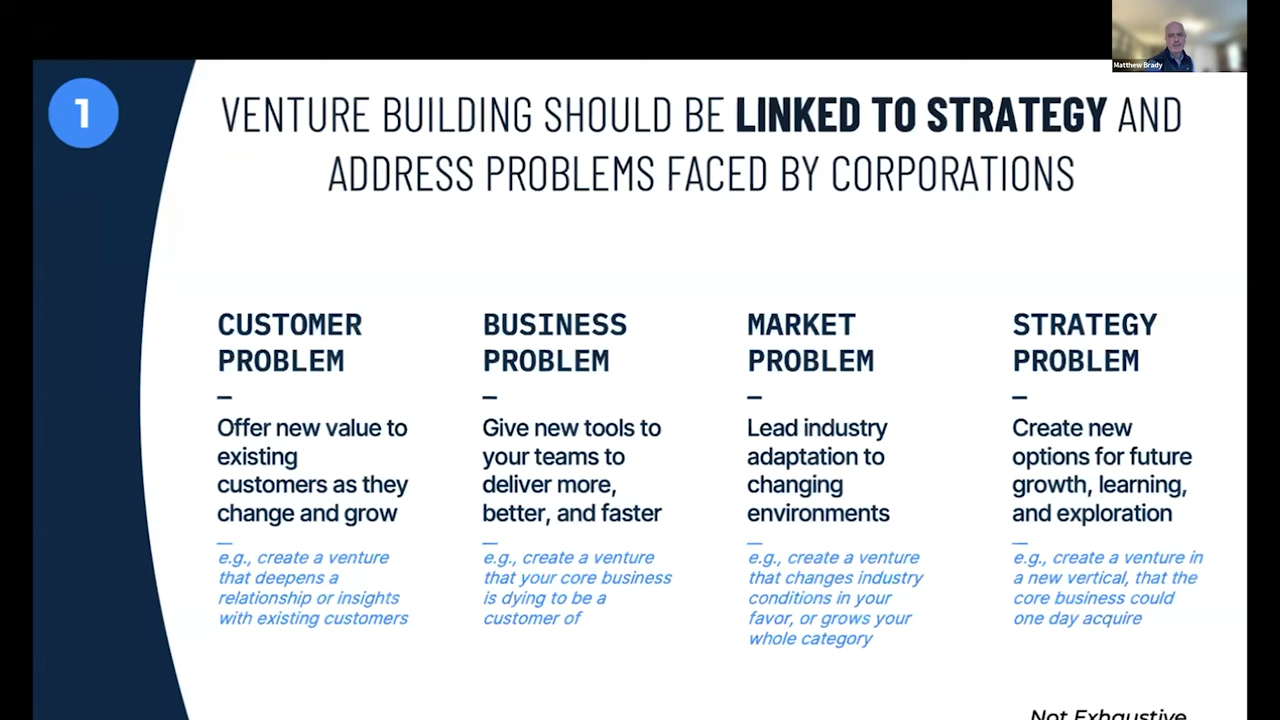 Matthew Brady
1
VENTURE BUILDING SHOULD BE LINKED TO STRATEGY AND
ADDRESS PROBLEMS FACED BY CORPORATIONS
CUSTOMER
PROBLEM
—
Offer new value to
existing
customers as they
change and grow
—
e.g., create a venture
that deepens a
relationship or insights
with existing customers
BUSINESS
PROBLEM
—
Give new tools to
your teams to
deliver more,
better, and faster
—
e.g., create a venture
that your core business
is dying to be a
customer of
MARKET
PROBLEM
—
Lead industry
adaptation to
changing
environments
—
e.g., create a venture
that changes industry
conditions in your
favor, or grows your
whole category
STRATEGY
PROBLEM
—
Create new
options for future
growth, learning,
and exploration
—
e.g., create a venture in
a new vertical, that the
core business could
one day acquire
Not Exhaustive